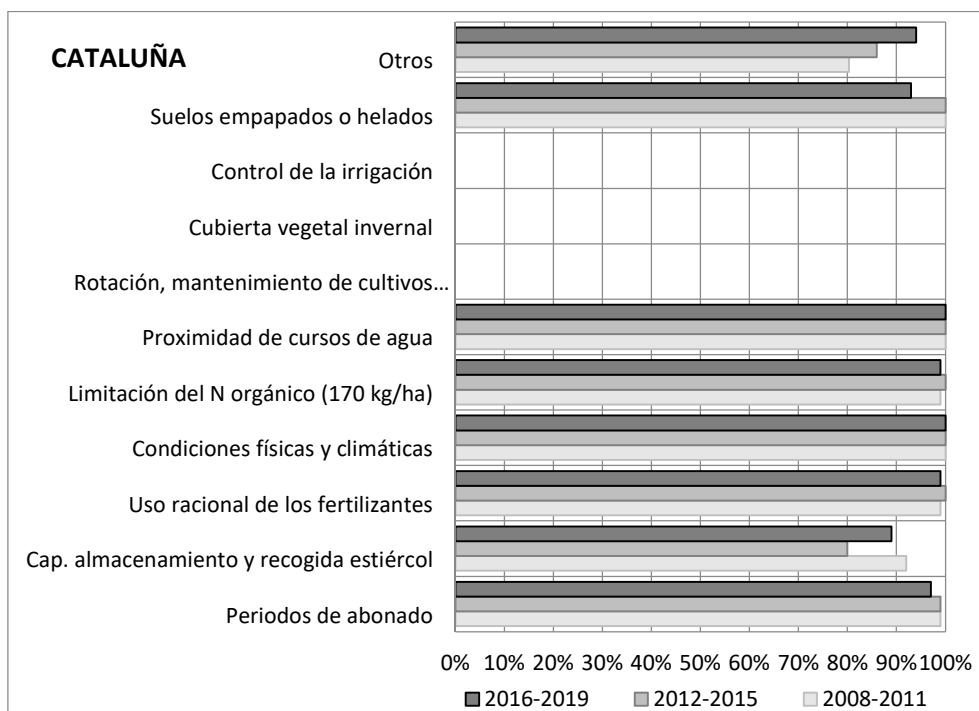 CATALUÑA
Otros
Suelos empapados o helados
Control de la irrigación
Cubierta vegetal invernal
Rotación, mantenimiento de cultivos...
Proximidad de cursos de agua
Limitación del N orgánico (170 kg/ha)
Condiciones físicas y climáticas
Uso racional de los fertilizantes
Cap. almacenamiento y recogida estiércol
Periodos de abonado
0% 10% 20% 30% 40% 50% 60% 70% 80% 90% 100%
2016-2019 2012-2015 2008-2011